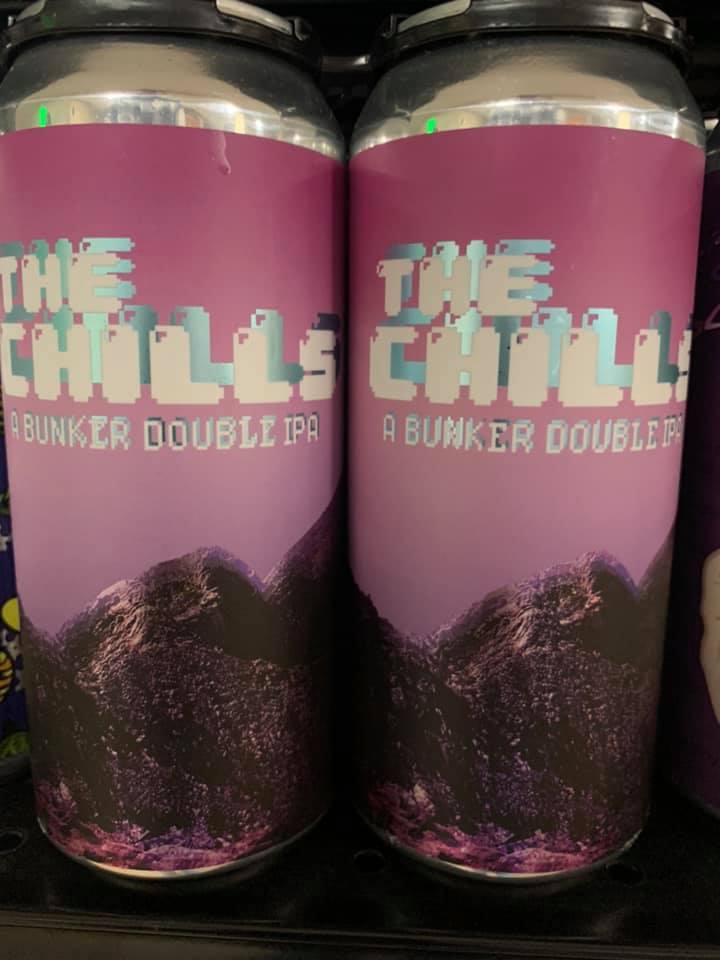 THE
CHILLS
A BUNKER DOUBLE IPA
THE
CHILLS
A BUNKER DOUBLE IPA